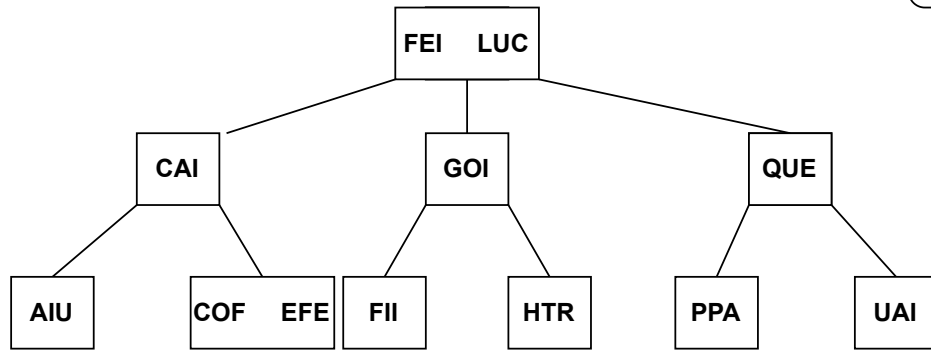 FEI LUC
CAI GOI QUE
AIU COF EFE FII HTR PPA UAI